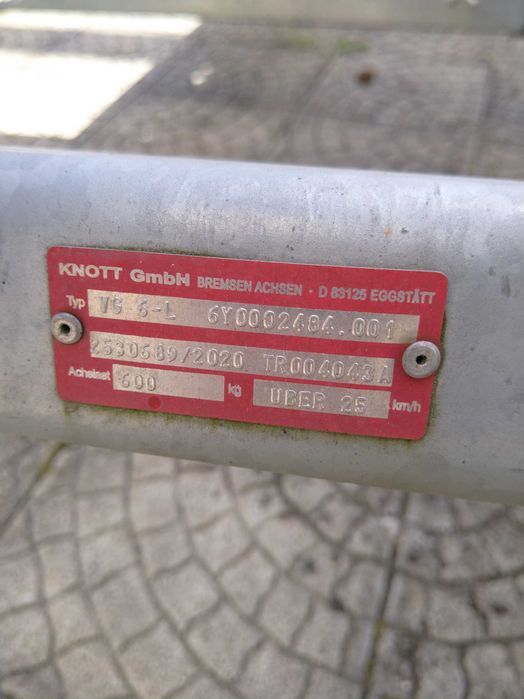 KNOTT GmbH BREMSEN ACHSEN · D 83125 EGGSTÄTT
Typ VG 6-L 6Y0002484.001
2530689/2020 TR004043A
Achslast 600 kg UBER 25 km/h